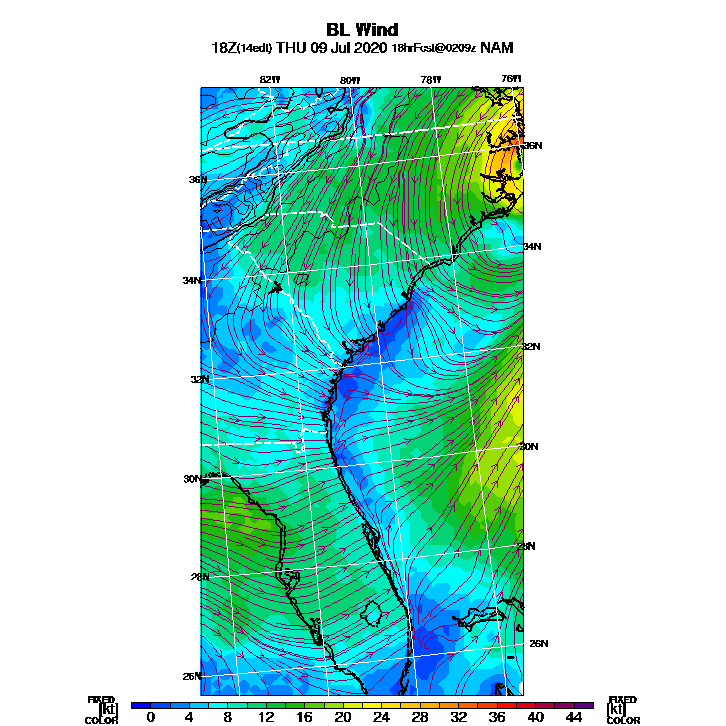 BL Wind
18Z(14edt) THU 09 Jul 2020 18hrFcst@0209z NAM
82W 80W 78W 76W
36N
36N
34N
34N
32N
32N
30N
30N
28N
28N
26N
26N
FIXED FIXED
[kt] 0 4 8 12 16 20 24 28 32 36 40 44 [kt]
COLOR COLOR